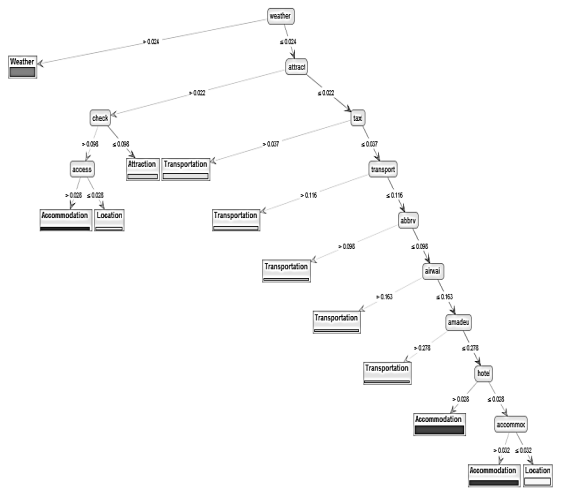 weather
> 0.024
≤ 0.024
Weather
attract
> 0.022
≤ 0.022
check
tax
> 0.098
≤ 0.098
> 0.037
≤ 0.037
access
Attraction
Transportation
transport
> 0.028
≤ 0.028
> 0.116
≤ 0.116
Accommodation
Location
Transportation
abbrv
> 0.098
≤ 0.098
Transportation
airwai
> 0.163
≤ 0.163
Transportation
amadeu
> 0.278
≤ 0.278
Transportation
hotel
> 0.028
≤ 0.028
Accommodation
accommoc
> 0.032
≤ 0.032
Accommodation
Location